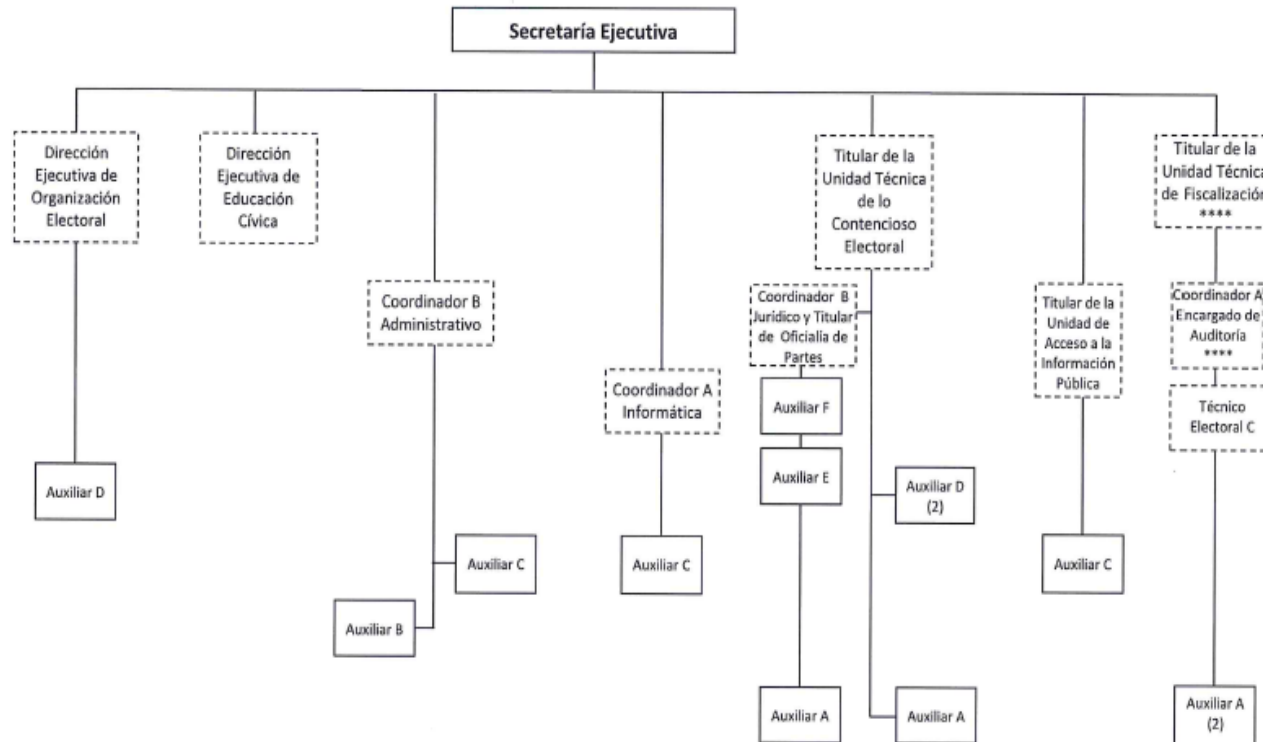 Secretaría Ejecutiva
Dirección
Ejecutiva de
Organización
Electoral
Dirección
Ejecutiva de
Educación
Cívica
Titular de la
Unidad Técnica
de lo
Contencioso
Electoral
Titular de la
Uniidad Técnica
de Fiscalización
****
Coordinador B
Administrativo
Coordinador B
Jurídico y Titular
de Oficialía de
Partes
Titular de la
Unidad de
Acceso a la
Información
Pública
Coordinador A
Encargado de
Auditoría
****
Coordinador A
Informática
Auxiliar F
Técnico
Electoral C
Auxiliar D
Auxiliar E
Auxiliar D
(2)
Auxiliar C
Auxiliar C
Auxiliar C
Auxiliar B
Auxiliar A
Auxiliar A
Auxiliar A
(2)